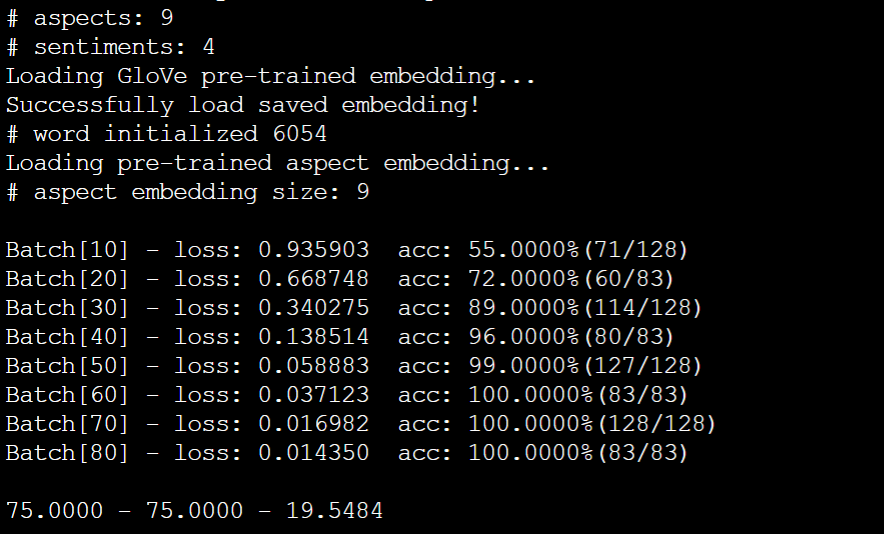 # aspects: 9
# sentiments: 4
Loading GloVe pre-trained embedding...
Successfully load saved embedding!
# word initialized 6054
Loading pre-trained aspect embedding...
# aspect embedding size: 9
Batch[10] - loss: 0.935903  acc: 55.0000%(71/128)
Batch[20] - loss: 0.668748  acc: 72.0000%(60/83)
Batch[30] - loss: 0.340275  acc: 89.0000%(114/128)
Batch[40] - loss: 0.138514  acc: 96.0000%(80/83)
Batch[50] - loss: 0.058883  acc: 99.0000%(127/128)
Batch[60] - loss: 0.037123  acc: 100.0000%(83/83)
Batch[70] - loss: 0.016982  acc: 100.0000%(128/128)
Batch[80] - loss: 0.014350  acc: 100.0000%(83/83)
75.0000 - 75.0000 - 19.5484